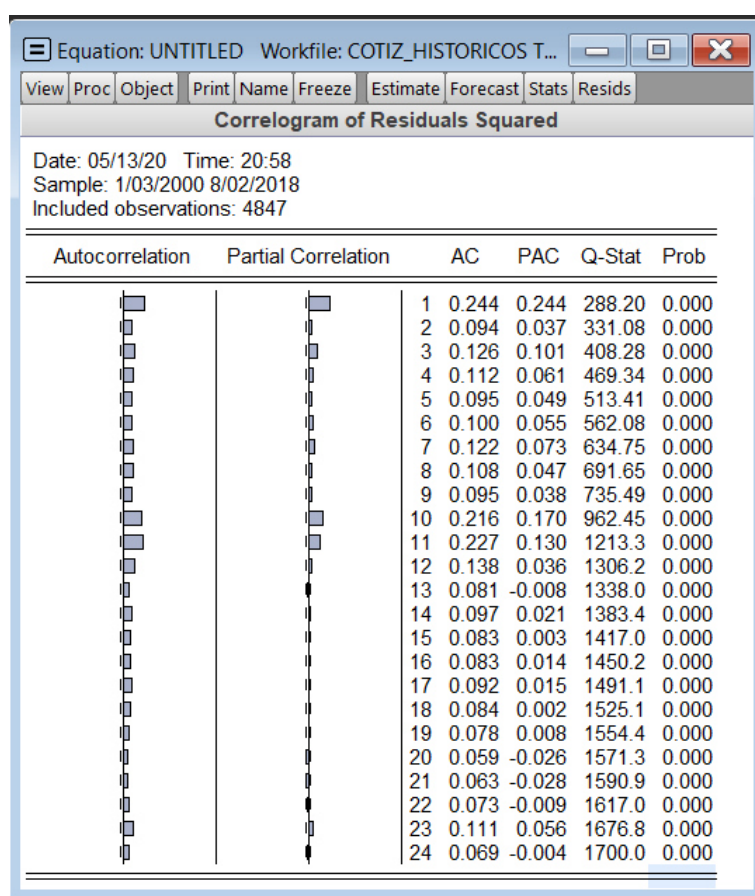 Equation: UNTITLED Workfile: COTIZ_HISTORICOS T...
View Proc Object Print Name Freeze Estimate Forecast Stats Resids
Correlogram of Residuals Squared
Date: 05/13/20 Time: 20:58
Sample: 1/03/2000 8/02/2018
Included observations: 4847
Autocorrelation Partial Correlation AC PAC Q-Stat Prob
1 0.244 0.244 288.20 0.000
2 0.094 0.037 331.08 0.000
3 0.126 0.101 408.28 0.000
4 0.112 0.061 469.34 0.000
5 0.095 0.049 513.41 0.000
6 0.100 0.055 562.08 0.000
7 0.122 0.073 634.75 0.000
8 0.108 0.047 691.65 0.000
9 0.095 0.038 735.49 0.000
10 0.216 0.170 962.45 0.000
11 0.227 0.130 1213.3 0.000
12 0.138 0.036 1306.2 0.000
13 0.081 -0.008 1338.0 0.000
14 0.097 0.021 1383.4 0.000
15 0.083 0.003 1417.0 0.000
16 0.083 0.014 1450.2 0.000
17 0.092 0.015 1491.1 0.000
18 0.084 0.002 1525.1 0.000
19 0.078 0.008 1554.4 0.000
20 0.059 -0.026 1571.3 0.000
21 0.063 -0.028 1590.9 0.000
22 0.073 -0.009 1617.0 0.000
23 0.111 0.056 1676.8 0.000
24 0.069 -0.004 1700.0 0.000